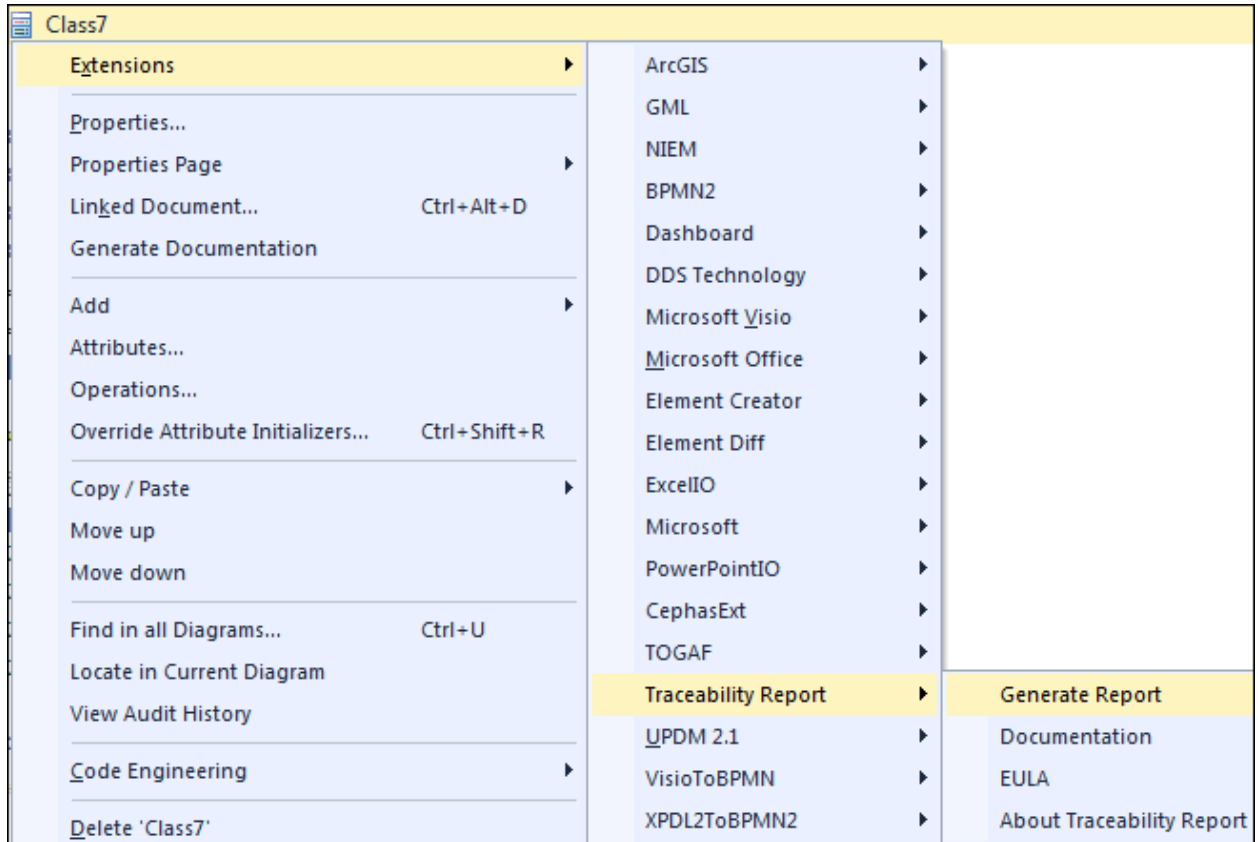 Class7
Extensions
Properties...
Properties Page
Linked Document... Ctrl+Alt+D
Generate Documentation
Add
Attributes...
Operations...
Override Attribute Initializers... Ctrl+Shift+R
Copy / Paste
Move up
Move down
Find in all Diagrams... Ctrl+U
Locate in Current Diagram
View Audit History
Code Engineering
Delete 'Class7'
ArcGIS
GML
NIEM
BPMN2
Dashboard
DDS Technology
Microsoft Visio
Microsoft Office
Element Creator
Element Diff
ExcelIO
Microsoft
PowerPointIO
CephasExt
TOGAF
Traceability Report
UPDM 2.1
VisioToBPMN
XPDL2ToBPMN2
Generate Report
Documentation
EULA
About Traceability Report